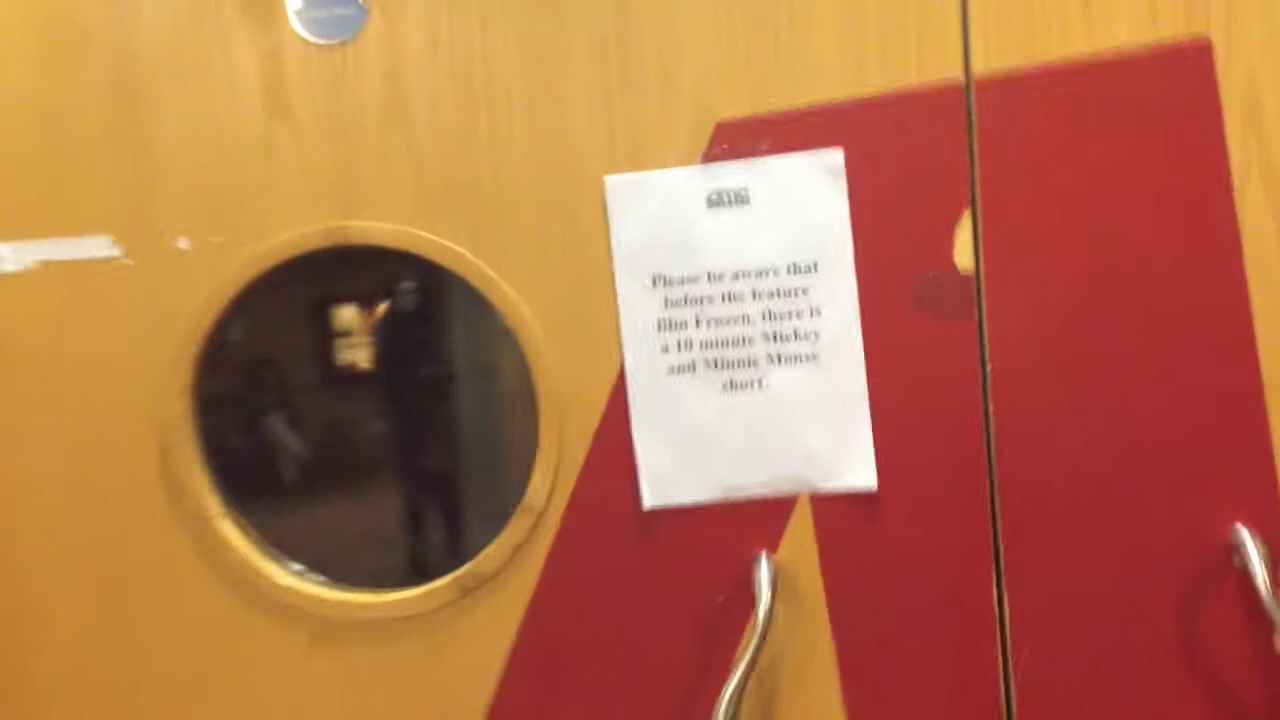 Please be aware that
before the feature
film Frozen, there is
a 10 minute Mickey
and Minnie Mouse
short.